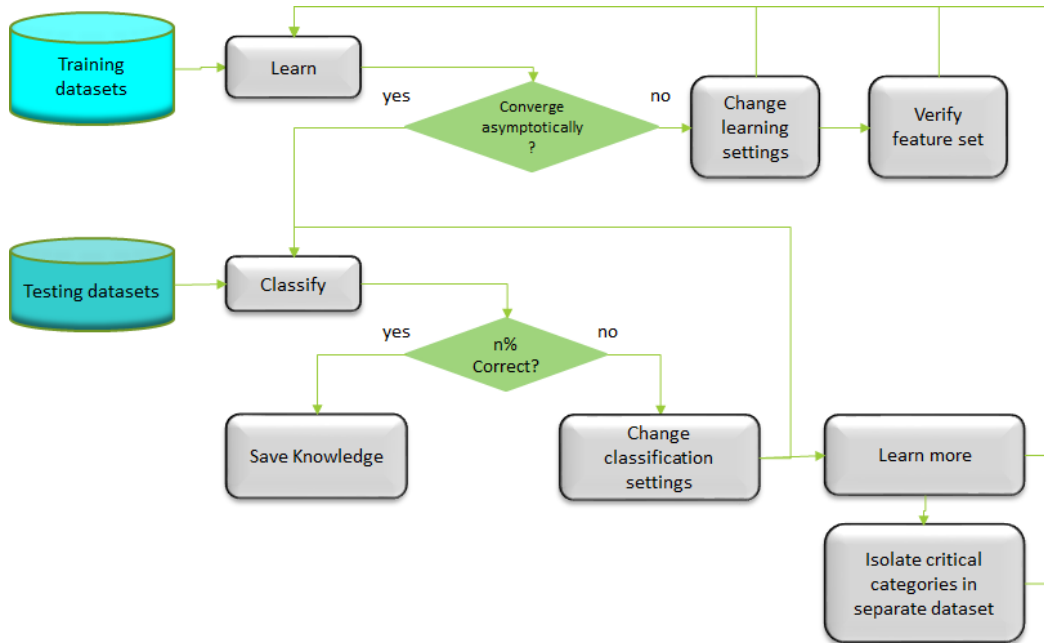 Training
datasets
Learn
yes
Converge
asymptotically
?
no
Change
learning
settings
Verify
feature set
Testing datasets
Classify
yes
n%
Correct?
no
Save Knowledge
Change
classification
settings
Learn more
Isolate critical
categories in
separate dataset